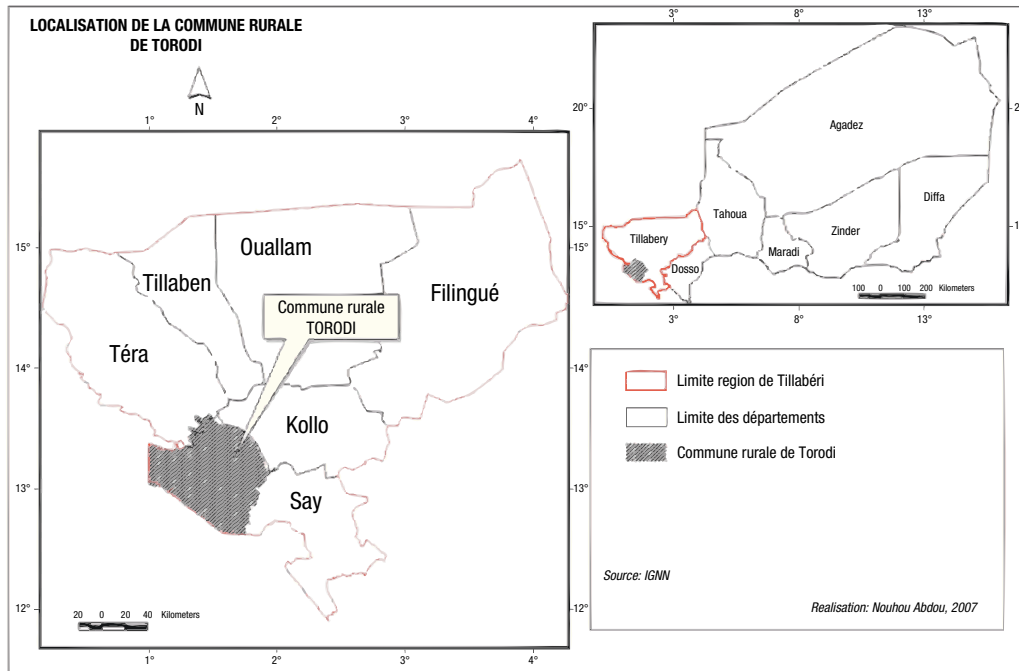 LOCALISATION DE LA COMMUNE RURALE
DE TORODI
N
1° 2° 3° 4°
15°
15°
14°
14°
13°
13°
12°
12°
Ouallam
Tillaben
Filingué
Commune rurale
TORODI
Téra
Kollo
Say
20 0 20 40 Kilometers
1° 2° 3° 4°
3° 8° 13°
20°
15°
15°
Agadez
Diffa
Tahoua
Zinder
Tillabery
Maradi
Dosso
100 0 100 200 Kilometers
3° 8° 13°
Limite region de Tillabéri
Limite des départements
Commune rurale de Torodi
Source: IGNN
Realisation: Nouhou Abdou, 2007